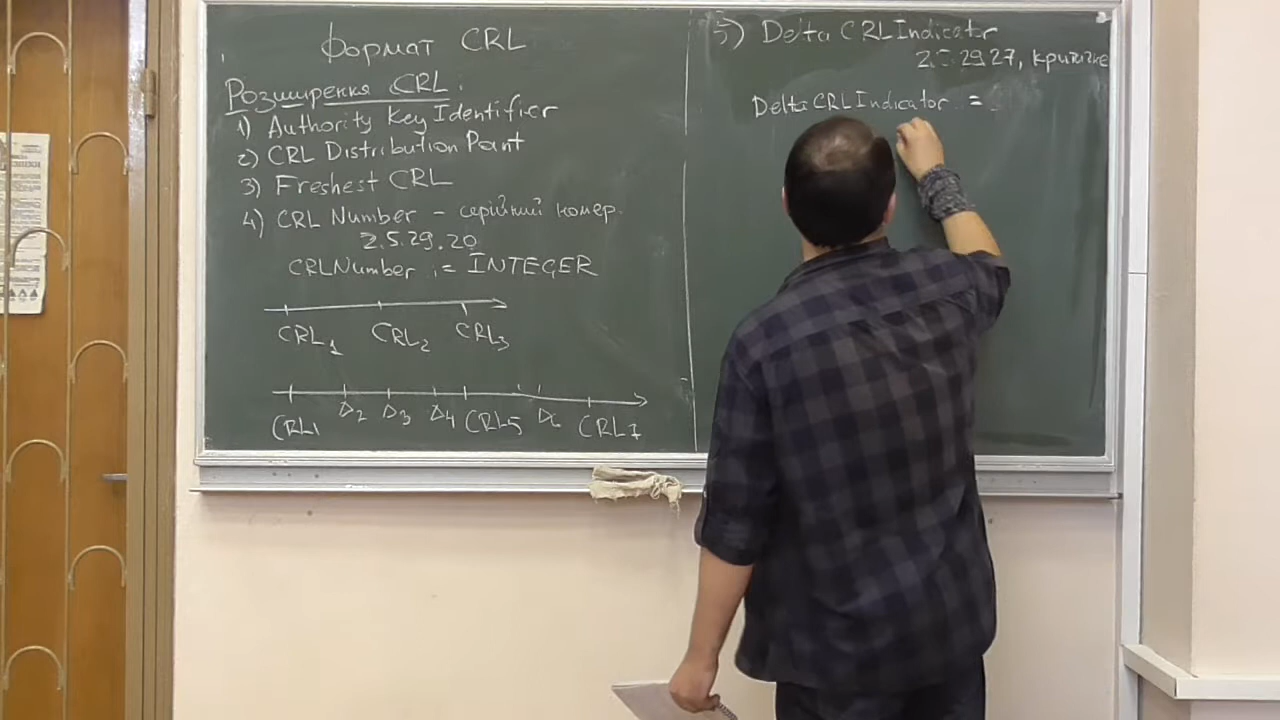 Формат CRL
Розширення CRL:
1) Authority Key Identifier
2) CRL Distribution Point
3) Freshest CRL
4) CRL Number - серійний номер.
2.5.29.20
CRLNumber := INTEGER
CRL1 CRL2 CRL3
CRL1 Δ2 Δ3 Δ4 CRL5 Δ6 CRL7
5) Delta CRL Indicator
2.5.29.27, критичне
DeltaCRLIndicator =